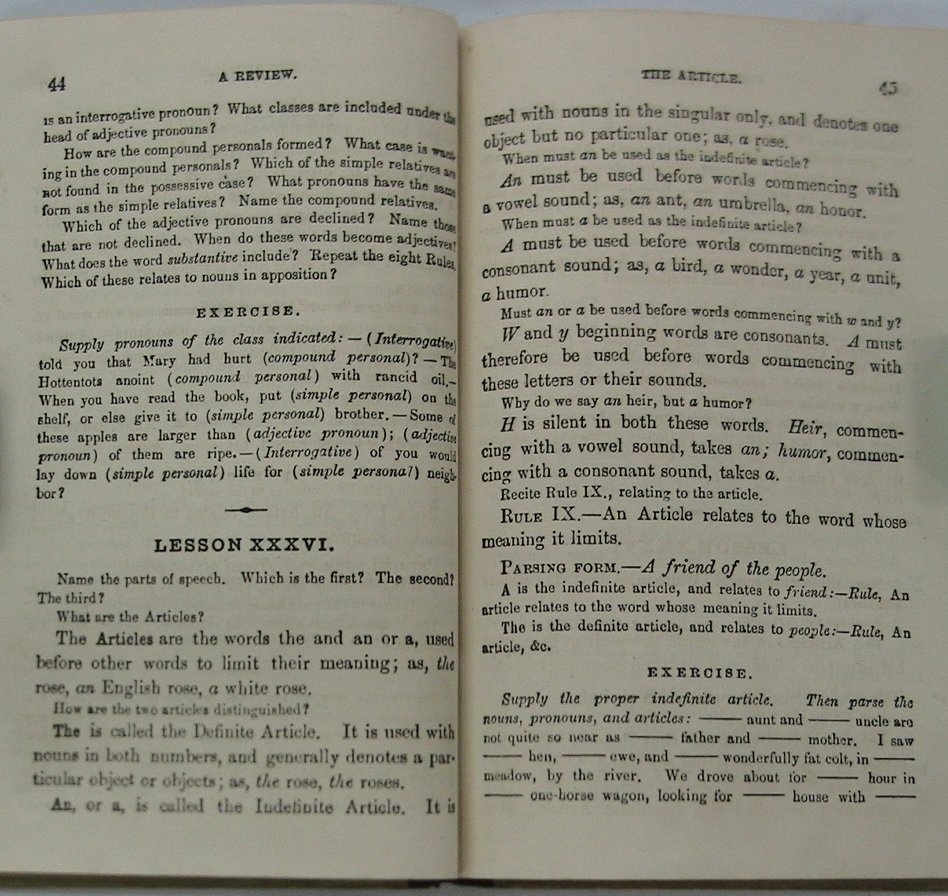 44
A REVIEW.
is an interrogative pronoun? What classes are included under the
head of adjective pronouns?
How are the compound personals formed? What case is want-
ing in the compound personals? Which of the simple relatives are
not found in the possessive case? What pronouns have the same
form as the simple relatives? Name the compound relatives.
Which of the adjective pronouns are declined? Name those
that are not declined. When do these words become adjectives?
What does the word substantive include? Repeat the eight Rules.
Which of these relates to nouns in apposition?
EXERCISE.
Supply pronouns of the class indicated: — (Interrogative)
told you that Mary had hurt (compound personal)? — The
Hottentots anoint (compound personal) with rancid oil.—
When you have read the book, put (simple personal) on the
shelf, or else give it to (simple personal) brother.—Some of
these apples are larger than (adjective pronoun); (adjective
pronoun) of them are ripe.—(Interrogative) of you would
lay down (simple personal) life for (simple personal) neigh-
bor?
LESSON XXXVI.
Name the parts of speech. Which is the first? The second?
The third?
What are the Articles?
The Articles are the words the and an or a, used
before other words to limit their meaning; as, the
rose, an English rose, a white rose.
How are the two articles distinguished?
The is called the Definite Article. It is used with
nouns in both numbers, and generally denotes a par-
ticular object or objects; as, the rose, the roses.
An, or a, is called the Indefinite Article. It is
THE ARTICLE.
45
used with nouns in the singular only, and denotes one
object but no particular one; as, a rose.
When must an be used as the indefinite article?
An must be used before words commencing with
a vowel sound; as, an ant, an umbrella, an honor.
When must a be used as the indefinite article?
A must be used before words commencing with a
consonant sound; as, a bird, a wonder, a year, a unit,
a humor.
Must an or a be used before words commencing with w and y?
W and y beginning words are consonants. A must
therefore be used before words commencing with
these letters or their sounds.
Why do we say an heir, but a humor?
H is silent in both these words. Heir, commen-
cing with a vowel sound, takes an; humor, commen-
cing with a consonant sound, takes a.
Recite Rule IX., relating to the article.
RULE IX.—An Article relates to the word whose
meaning it limits.
PARSING FORM.—A friend of the people.
A is the indefinite article, and relates to friend:—Rule, An
article relates to the word whose meaning it limits.
The is the definite article, and relates to people:—Rule, An
article, &c.
EXERCISE.
Supply the proper indefinite article. Then parse the
nouns, pronouns, and articles: —— aunt and —— uncle are
not quite so near as —— father and —— mother. I saw
—— hen, —— ewe, and —— wonderfully fat colt, in ——
meadow, by the river. We drove about for —— hour in
—— one-horse wagon, looking for —— house with ——